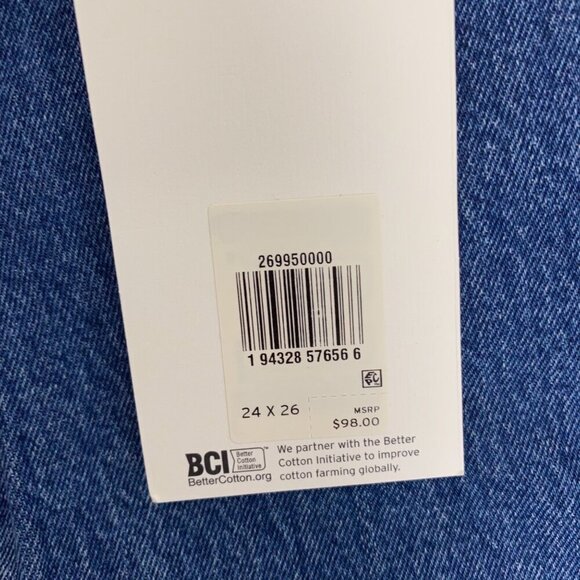 269950000
1 94328 57656 6
24 X 26
MSRP
$98.00
BCI Better Cotton Initiative
BetterCotton.org
We partner with the Better
Cotton Initiative to improve
cotton farming globally.